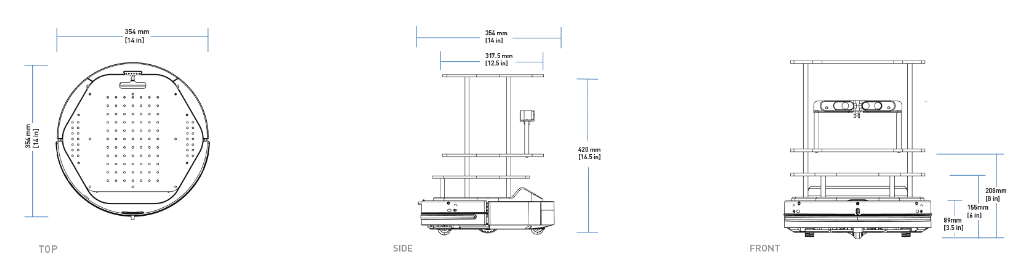 354 mm
[14 in]
354 mm
[14 in]
TOP
354 mm
[14 in]
317.5 mm
[12.5 in]
420 mm
[16.5 in]
SIDE
208mm
[8 in]
155mm
[6 in]
89mm
[3.5 in]
FRONT